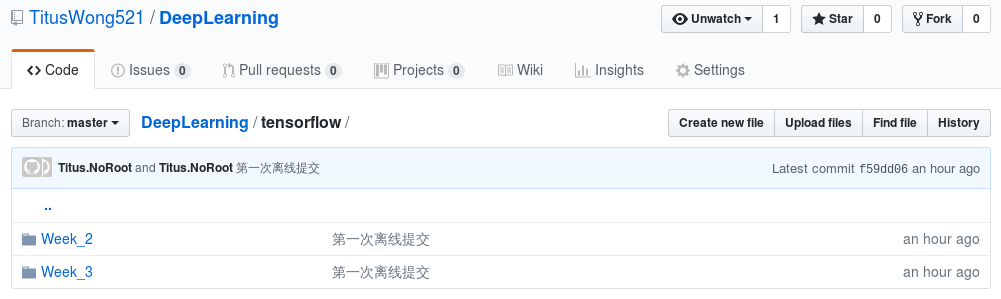 TitusWong521 / DeepLearning
Unwatch 1 Star 0 Fork 0
Code Issues 0 Pull requests 0 Projects 0 Wiki Insights Settings
Branch: master DeepLearning / tensorflow / Create new file Upload files Find file History
Titus.NoRoot and Titus.NoRoot 第一次离线提交 Latest commit f59dd06 an hour ago
..
Week_2 第一次离线提交 an hour ago
Week_3 第一次离线提交 an hour ago